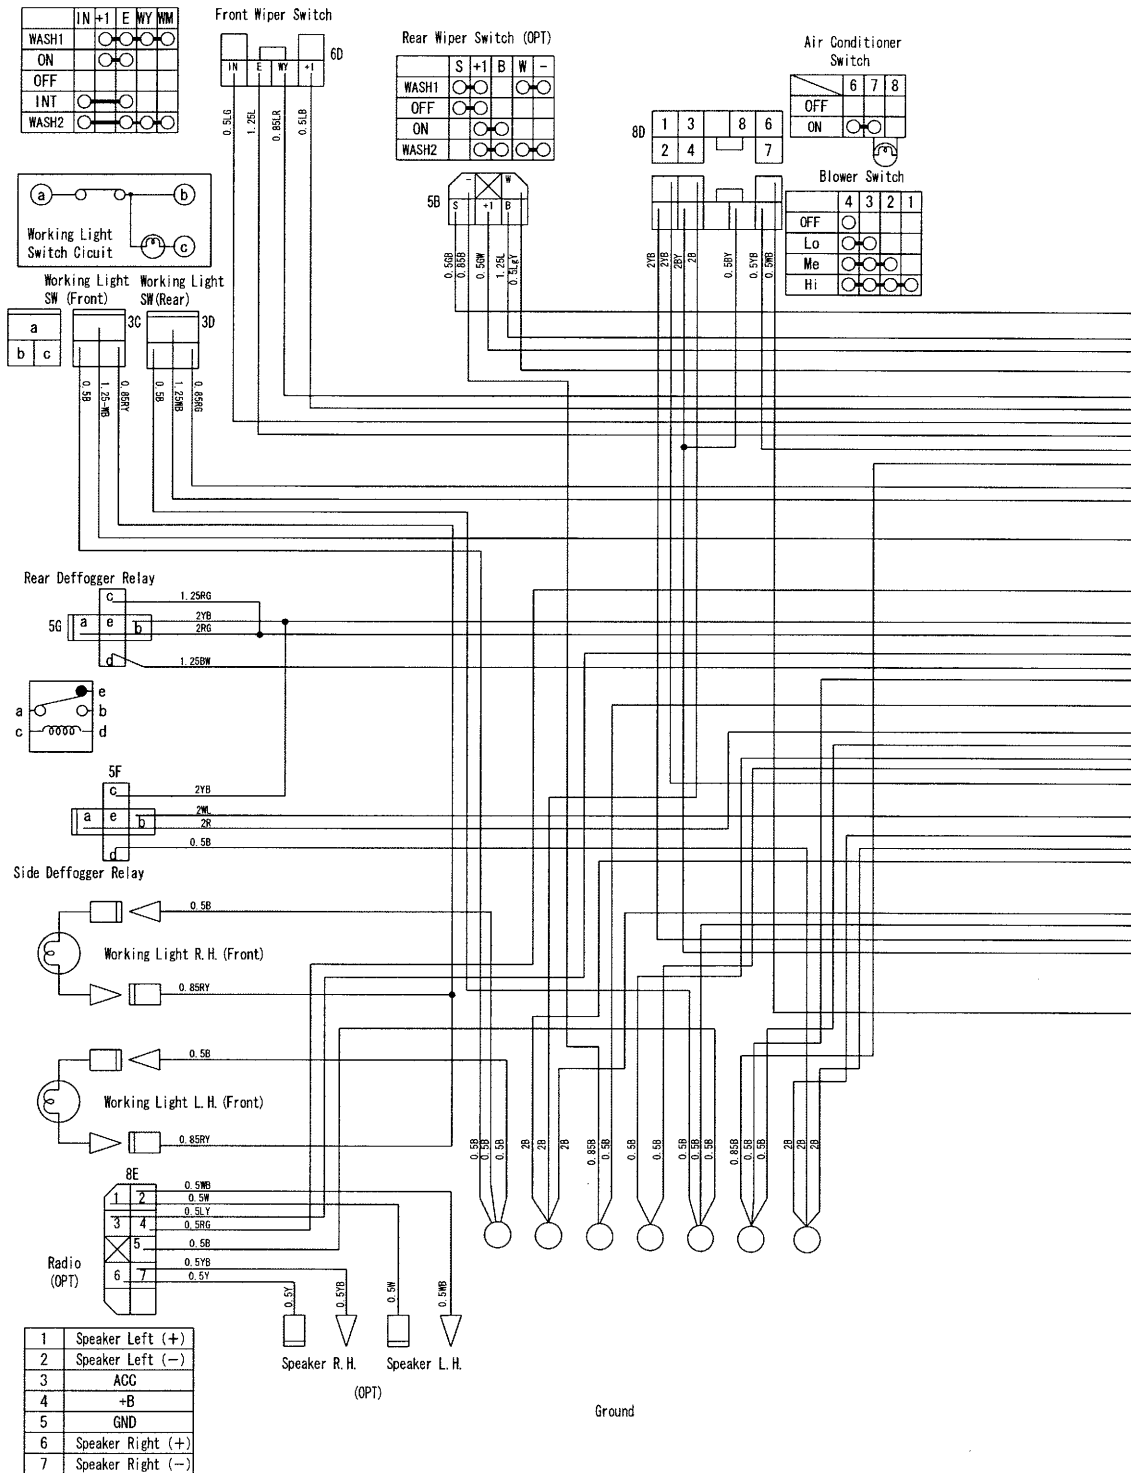 IN +1 E WY WM
WASH1
ON
OFF
INT
WASH2
Front Wiper Switch
6D
IN E WY +1
0.5LG
1.25L
0.85LR
0.5LB
Rear Wiper Switch (OPT)
S +1 B W -
WASH1
OFF
ON
WASH2
5B
- W
S +1 B
0.5GB
0.85B
0.5GW
1.25L
0.5LgY
8D
1 3 8 6
2 4 7
2YB
2YB
2BY
2B
0.5BY
0.5YB
0.5WB
Air Conditioner
Switch
6 7 8
OFF
ON
Blower Switch
4 3 2 1
OFF
Lo
Me
Hi
a b
c
Working Light
Switch Cicuit
Working Light
SW (Front)
Working Light
SW(Rear)
a
b c
3C
3D
0.5B
1.25-WB
0.85RY
0.5B
1.25WB
0.85RG
Rear Deffogger Relay
5G
c
a e b
d
1.25RG
2YB
2RG
1.25BW
e
a b
c d
5F
c
a e b
d
2YB
2WL
2R
0.5B
Side Deffogger Relay
0.5B
Working Light R.H. (Front)
0.85RY
0.5B
Working Light L.H. (Front)
0.85RY
8E
1 2
3 4
5
6 7
Radio
(OPT)
0.5WB
0.5W
0.5LY
0.5RG
0.5B
0.5YB
0.5Y
0.5Y
0.5YB
0.5W
0.5WB
Speaker R.H.
Speaker L.H.
(OPT)
0.5B
0.5B
0.5B
2B
2B
2B
0.85B
0.5B
0.5B
0.5B
0.5B
0.5B
0.5B
0.85B
0.5B
0.5B
2B
2B
2B
Ground
1 Speaker Left (+)
2 Speaker Left (-)
3 ACC
4 +B
5 GND
6 Speaker Right (+)
7 Speaker Right (-)